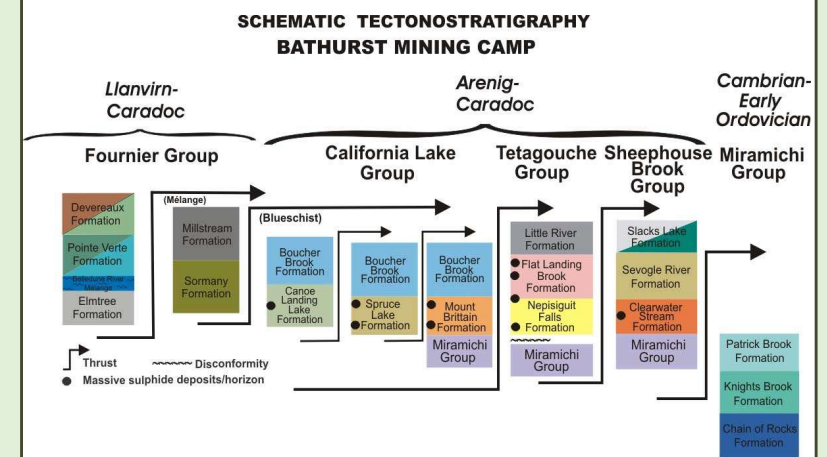 SCHEMATIC TECTONOSTRATIGRAPHY
BATHURST MINING CAMP
Llanvirn-
Caradoc
Arenig-
Caradoc
Cambrian-
Early
Ordovician
Fournier Group
California Lake
Group
Tetagouche
Group
Sheephouse
Brook
Group
Miramichi
Group
Devereaux
Formation
Pointe Verte
Formation
Belledune River
Mélange
Elmtree
Formation
(Mélange)
Millstream
Formation
Sormany
Formation
(Blueschist)
Boucher
Brook
Formation
Canoe
Landing
Lake
Formation
Boucher
Brook
Formation
Spruce
Lake
Formation
Boucher
Brook
Formation
Mount
Brittain
Formation
Miramichi
Group
Little River
Formation
Flat Landing
Brook
Formation
Nepisiguit
Falls
Formation
Miramichi
Group
Slacks Lake
Formation
Sevogle River
Formation
Clearwater
Stream
Formation
Miramichi
Group
Patrick Brook
Formation
Knights Brook
Formation
Chain of Rocks
Formation
Thrust
Disconformity
Massive sulphide deposits/horizon